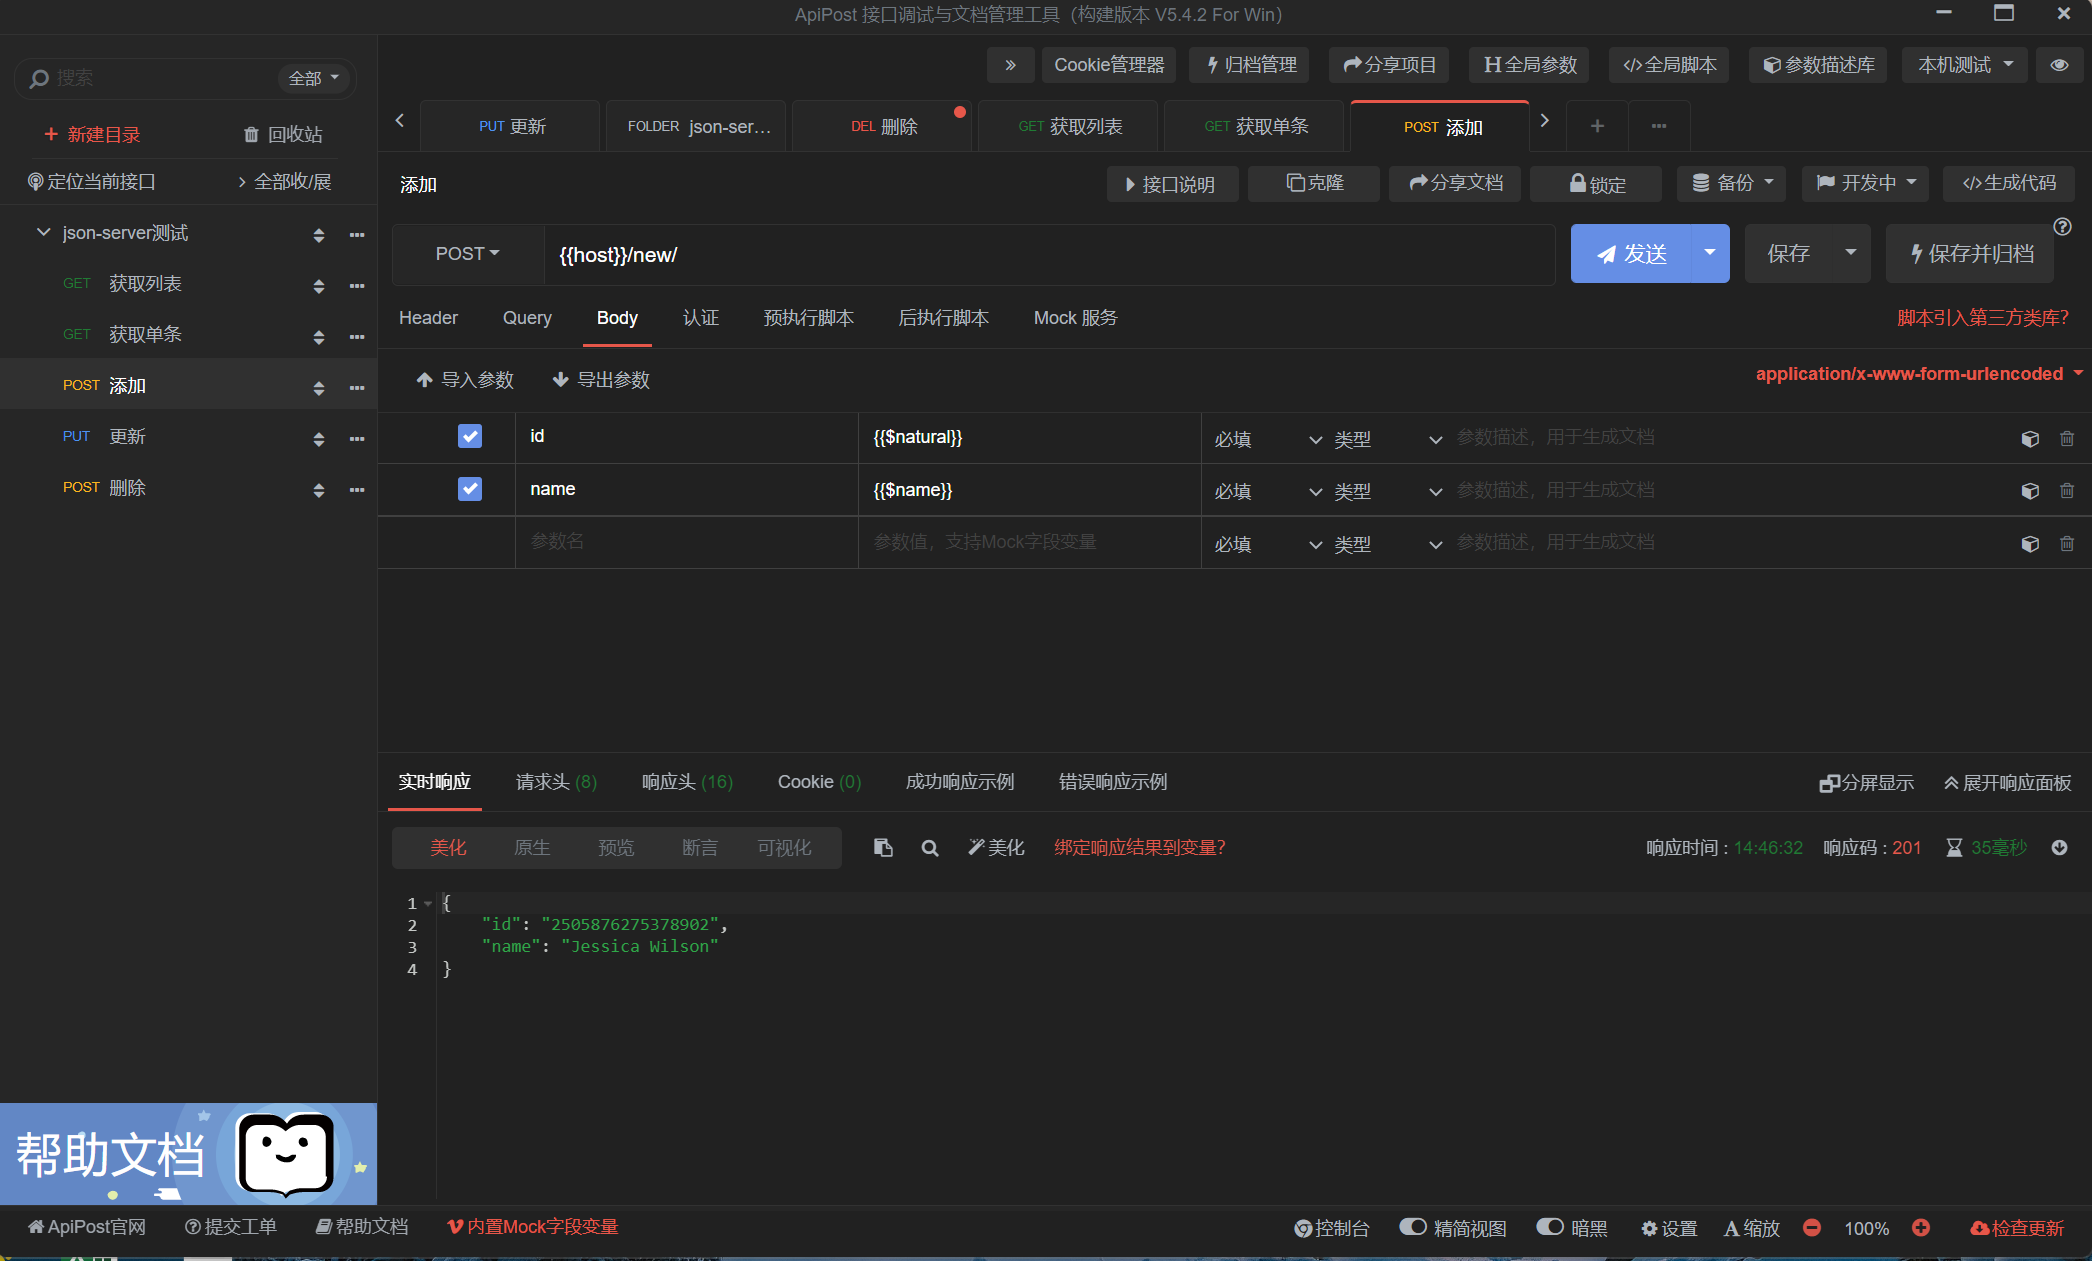 ApiPost 接口调试与文档管理工具（构建版本 V5.4.2 For Win）
搜索 全部
Cookie管理器 归档管理 分享项目 全局参数 全局脚本 参数描述库 本机测试
新建目录 回收站
PUT 更新 FOLDER json-ser... DEL 删除 GET 获取列表 GET 获取单条 POST 添加
定位当前接口 全部收/展
添加 接口说明 克隆 分享文档 锁定 备份 开发中 生成代码
json-server测试
GET 获取列表
GET 获取单条
POST 添加
PUT 更新
POST 删除
POST {{host}}/new/ 发送 保存 保存并归档
Header Query Body 认证 预执行脚本 后执行脚本 Mock 服务 脚本引入第三方类库?
导入参数 导出参数 application/x-www-form-urlencoded
id {{$natural}} 必填 类型 参数描述，用于生成文档
name {{$name}} 必填 类型 参数描述，用于生成文档
参数名 参数值，支持Mock字段变量 必填 类型 参数描述，用于生成文档
实时响应 请求头 (8) 响应头 (16) Cookie (0) 成功响应示例 错误响应示例 分屏显示 展开响应面板
美化 原生 预览 断言 可视化 美化 绑定响应结果到变量? 响应时间 : 14:46:32 响应码 : 201 35毫秒
1 {
2 "id": "2505876275378902",
3 "name": "Jessica Wilson"
4 }
帮助文档
ApiPost官网 提交工单 帮助文档 内置Mock字段变量 控制台 精简视图 暗黑 设置 A 缩放 100% 检查更新